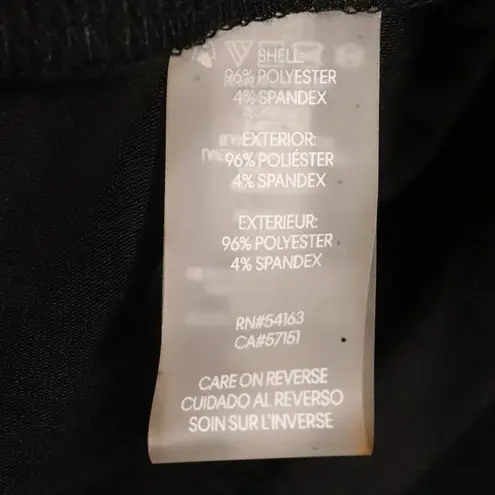 SHELL:
96% POLYESTER
4% SPANDEX
EXTERIOR:
96% POLIÉSTER
4% SPANDEX
EXTERIEUR:
96% POLYESTER
4% SPANDEX
RN#54163
CA#57151
CARE ON REVERSE
CUIDADO AL REVERSO
SOIN SUR L'INVERSE